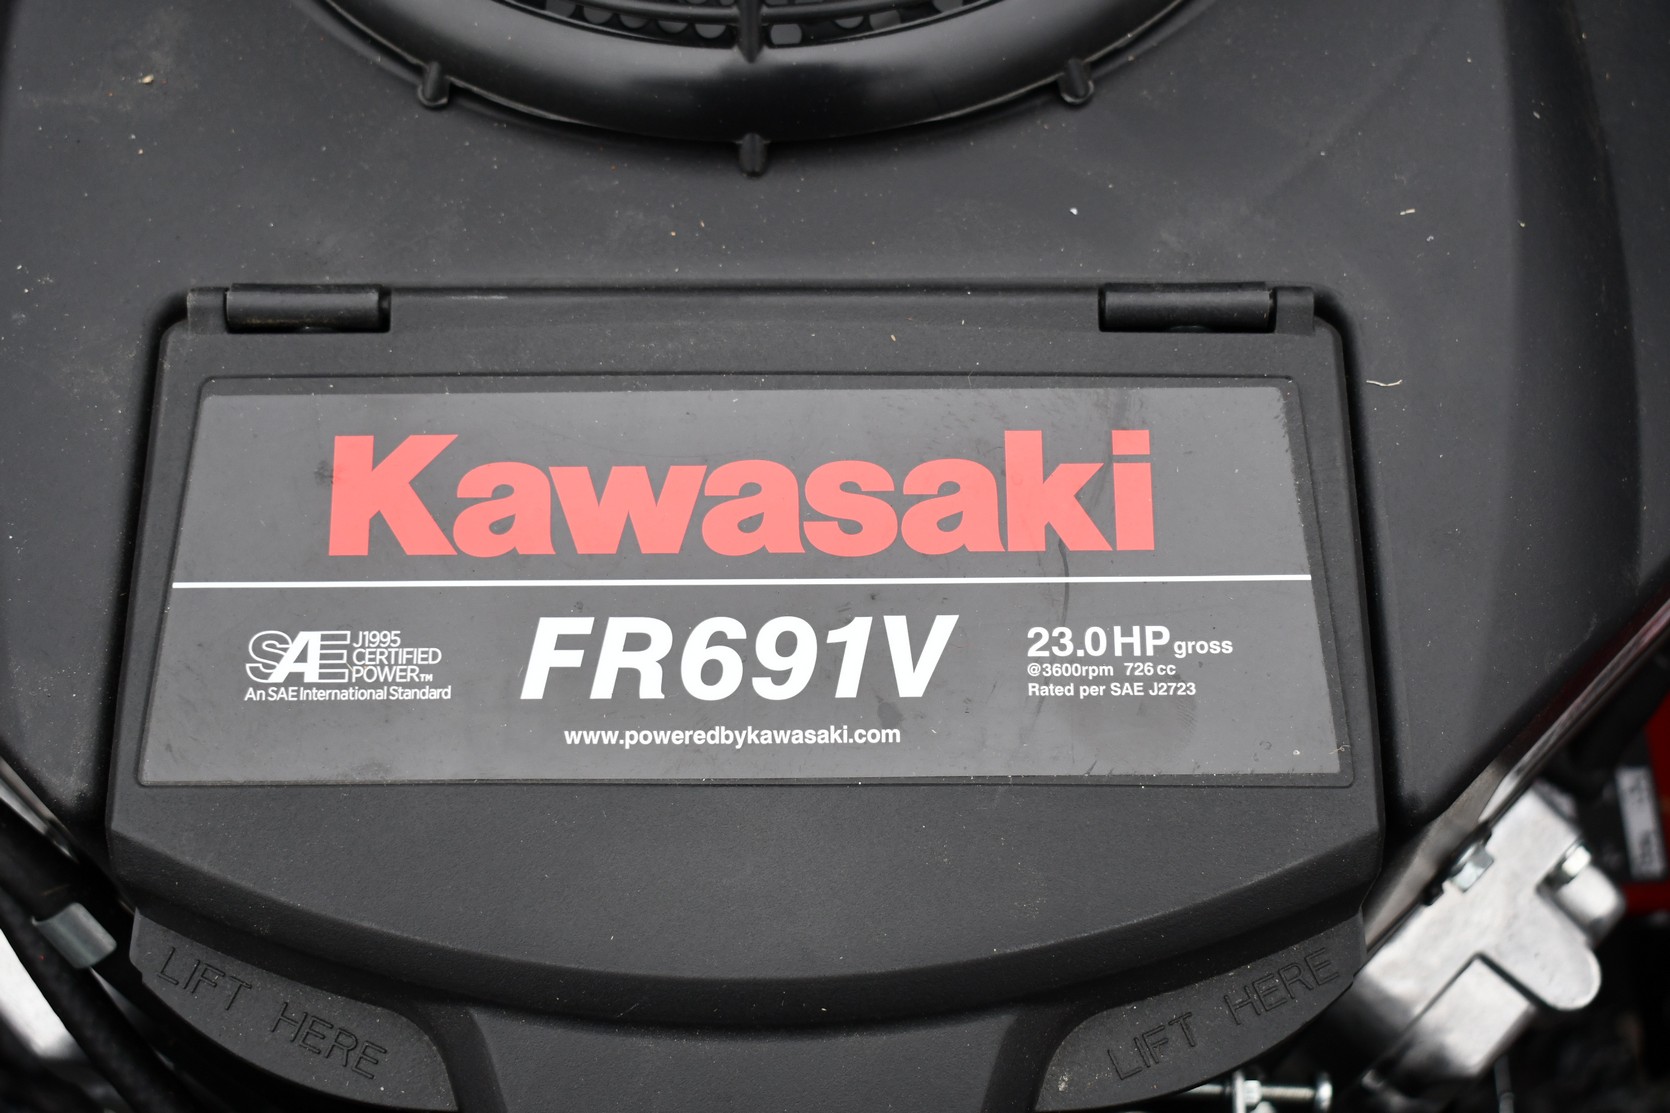 Kawasaki
SAE J1995
CERTIFIED
POWER™
An SAE International Standard
FR691V
23.0 HP gross
@3600rpm 726 cc
Rated per SAE J2723
www.poweredbykawasaki.com
LIFT HERE
LIFT HERE